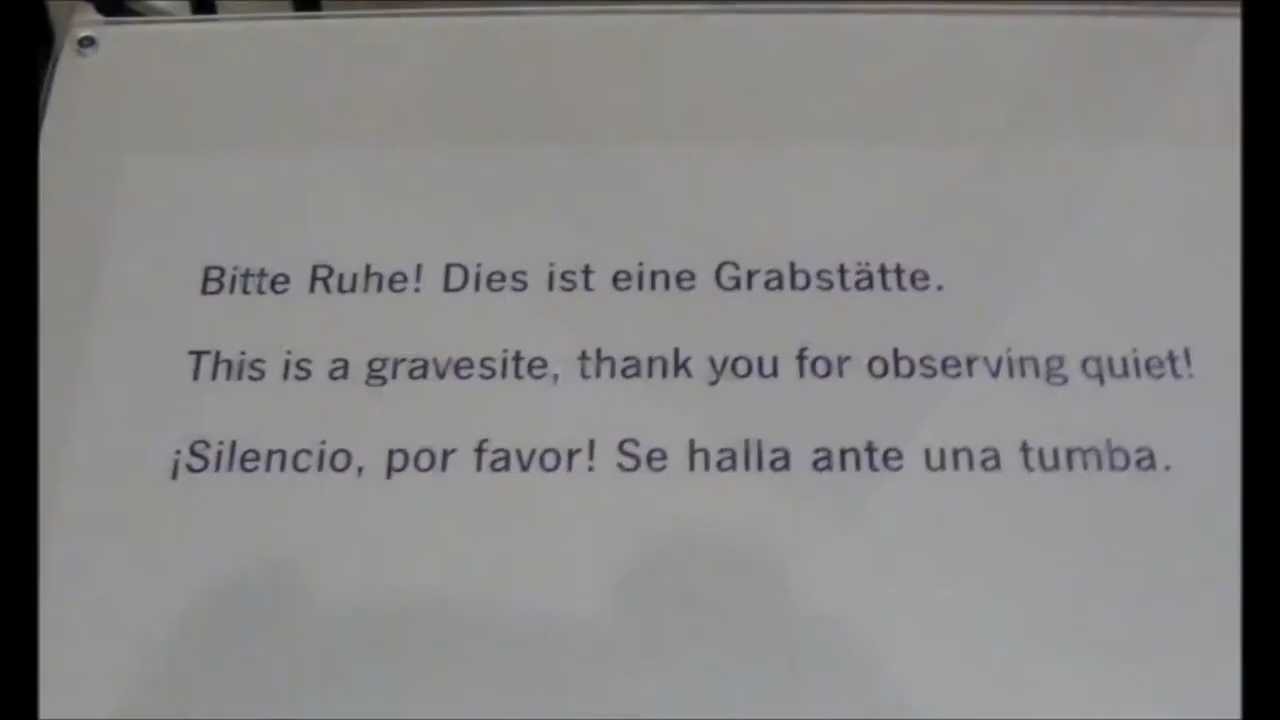 Bitte Ruhe! Dies ist eine Grabstätte.
This is a gravesite, thank you for observing quiet!
¡Silencio, por favor! Se halla ante una tumba.